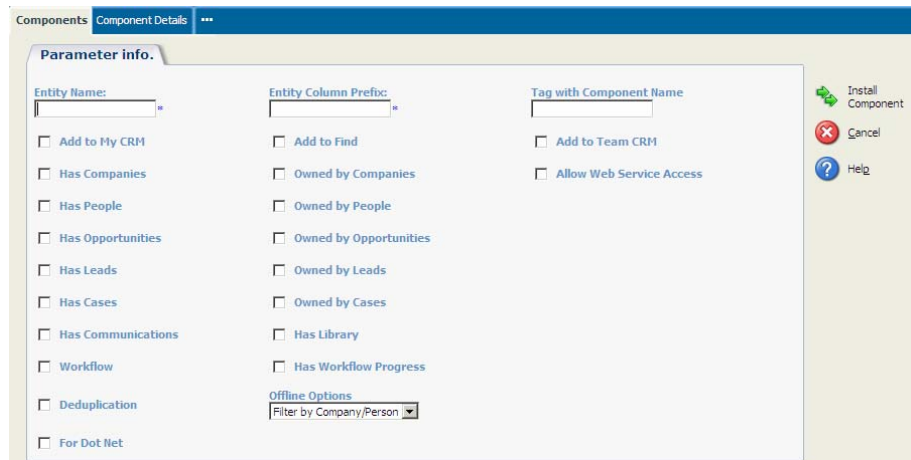 Components Component Details ...
Parameter info.
Entity Name: Entity Column Prefix: Tag with Component Name
* *
Add to My CRM Add to Find Add to Team CRM
Has Companies Owned by Companies Allow Web Service Access
Has People Owned by People
Has Opportunities Owned by Opportunities
Has Leads Owned by Leads
Has Cases Owned by Cases
Has Communications Has Library
Workflow Has Workflow Progress
Offline Options
Deduplication Filter by Company/Person
For Dot Net
Install
Component
Cancel
? Help